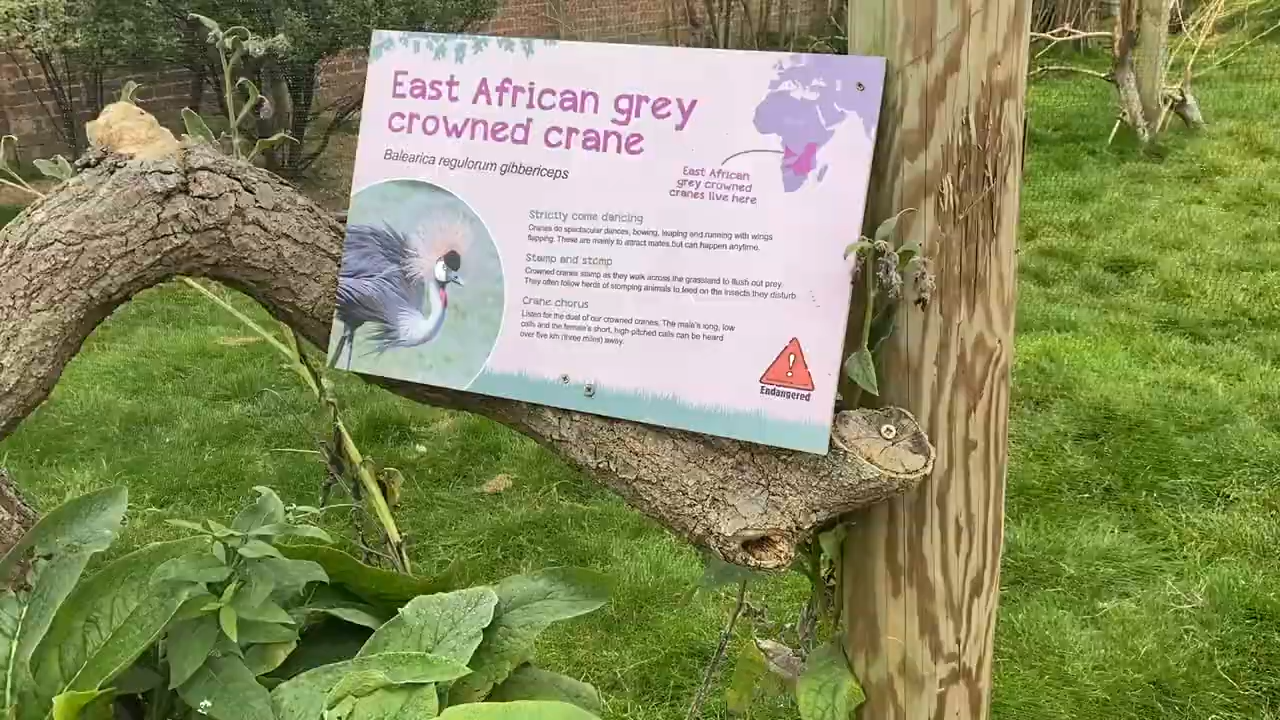 East African grey
crowned crane
Balearica regulorum gibbericeps
East African
grey crowned
cranes live here
Strictly come dancing
Cranes do spectacular dances, bowing, leaping and running with wings
flapping. These are mainly to attract mates but can happen anytime.
Stamp and stomp
Crowned cranes stamp as they walk across the grassland to flush out prey.
They often follow herds of stomping animals to feed on the insects they disturb
Crane chorus
Listen for the duet of our crowned cranes. The male's long, low
calls and the female's short, high-pitched calls can be heard
over five km (three miles) away.
Endangered